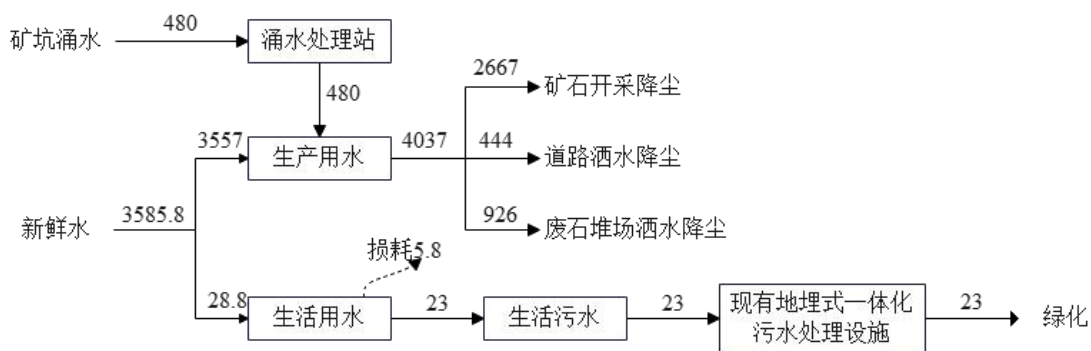 矿坑涌水
480
涌水处理站
480
2667
矿石开采降尘
3557
生产用水
4037
444
道路洒水降尘
新鲜水
3585.8
926
废石堆场洒水降尘
损耗5.8
28.8
生活用水
23
生活污水
23
现有地埋式一体化
污水处理设施
23
绿化